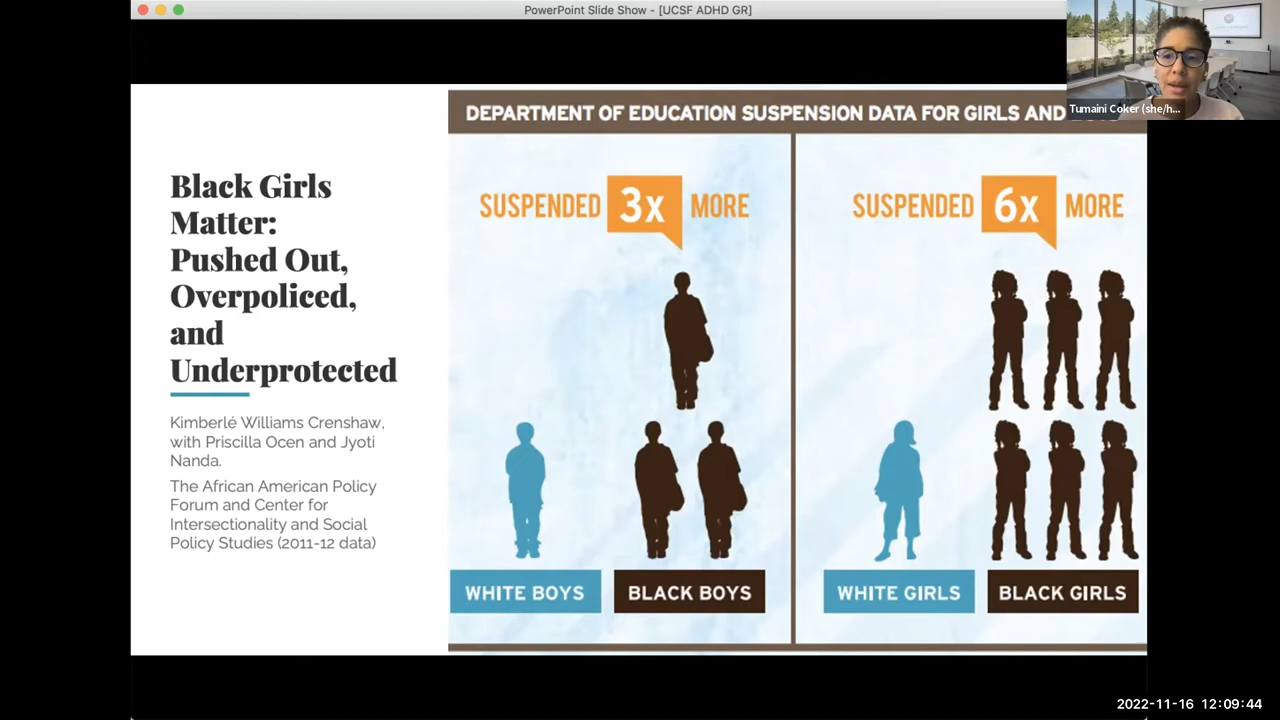 PowerPoint Slide Show - [UCSF ADHD GR]
Tumaini Coker (she/h...
DEPARTMENT OF EDUCATION SUSPENSION DATA FOR GIRLS AND
Black Girls
Matter:
Pushed Out,
Overpoliced,
and
Underprotected
Kimberlé Williams Crenshaw,
with Priscilla Ocen and Jyoti
Nanda.
The African American Policy
Forum and Center for
Intersectionality and Social
Policy Studies (2011-12 data)
SUSPENDED 3x MORE
WHITE BOYS
BLACK BOYS
SUSPENDED 6x MORE
WHITE GIRLS
BLACK GIRLS
2022-11-16 12:09:44